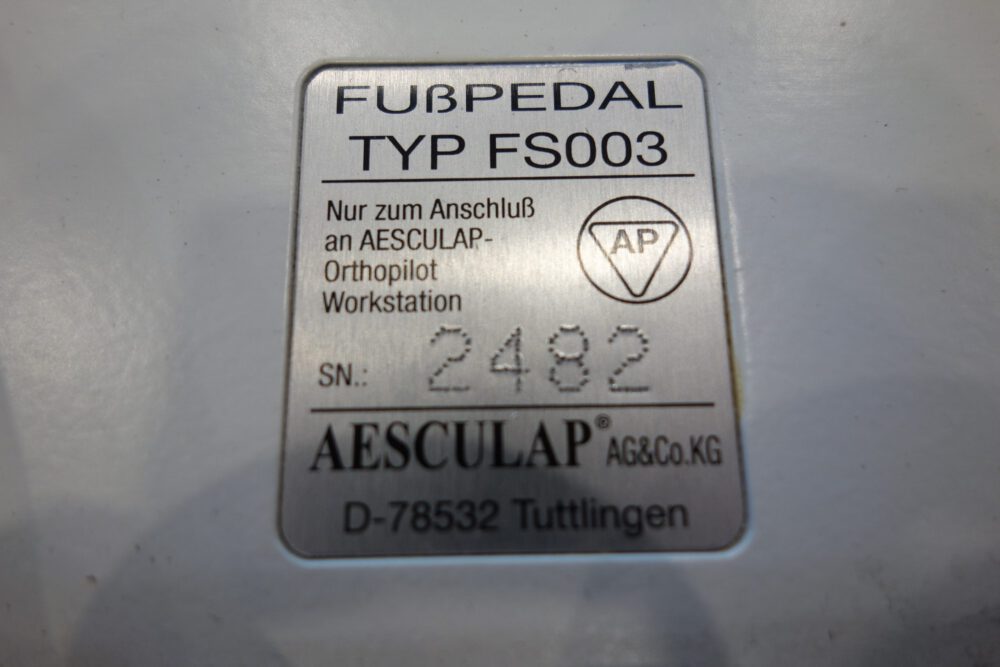 FUßPEDAL
TYP FS003
Nur zum Anschluß
an AESCULAP-
Orthopilot
Workstation
AP
SN.: 2482
AESCULAP® AG&Co.KG
D-78532 Tuttlingen